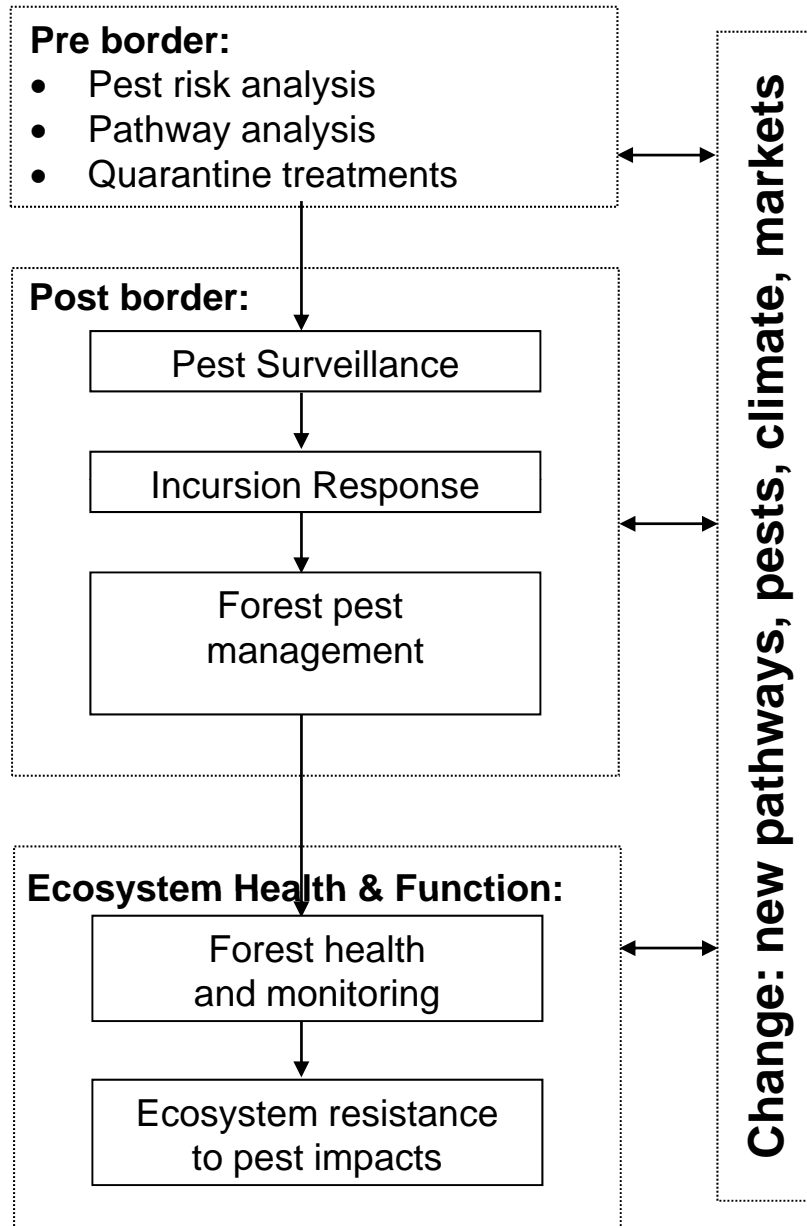 Pre border:
• Pest risk analysis
• Pathway analysis
• Quarantine treatments
Post border:
Pest Surveillance
Incursion Response
Forest pest
management
Ecosystem Health & Function:
Forest health
and monitoring
Ecosystem resistance
to pest impacts
Change: new pathways, pests, climate, markets